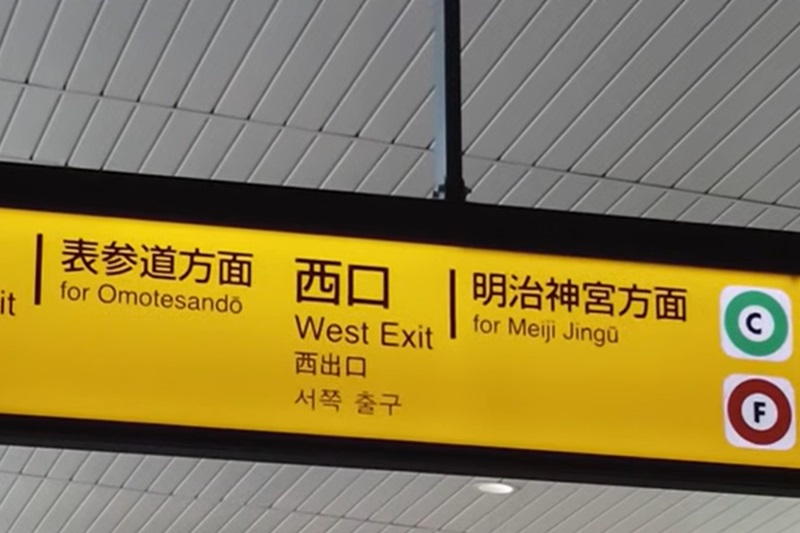 it
表参道方面
for Omotesandō
西口
West Exit
西出口
서쪽 출구
明治神宮方面
for Meiji Jingū
C
F